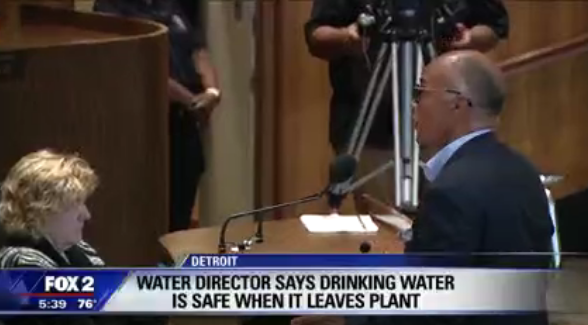 DETROIT
WATER DIRECTOR SAYS DRINKING WATER
IS SAFE WHEN IT LEAVES PLANT
FOX 2
5:39 76°